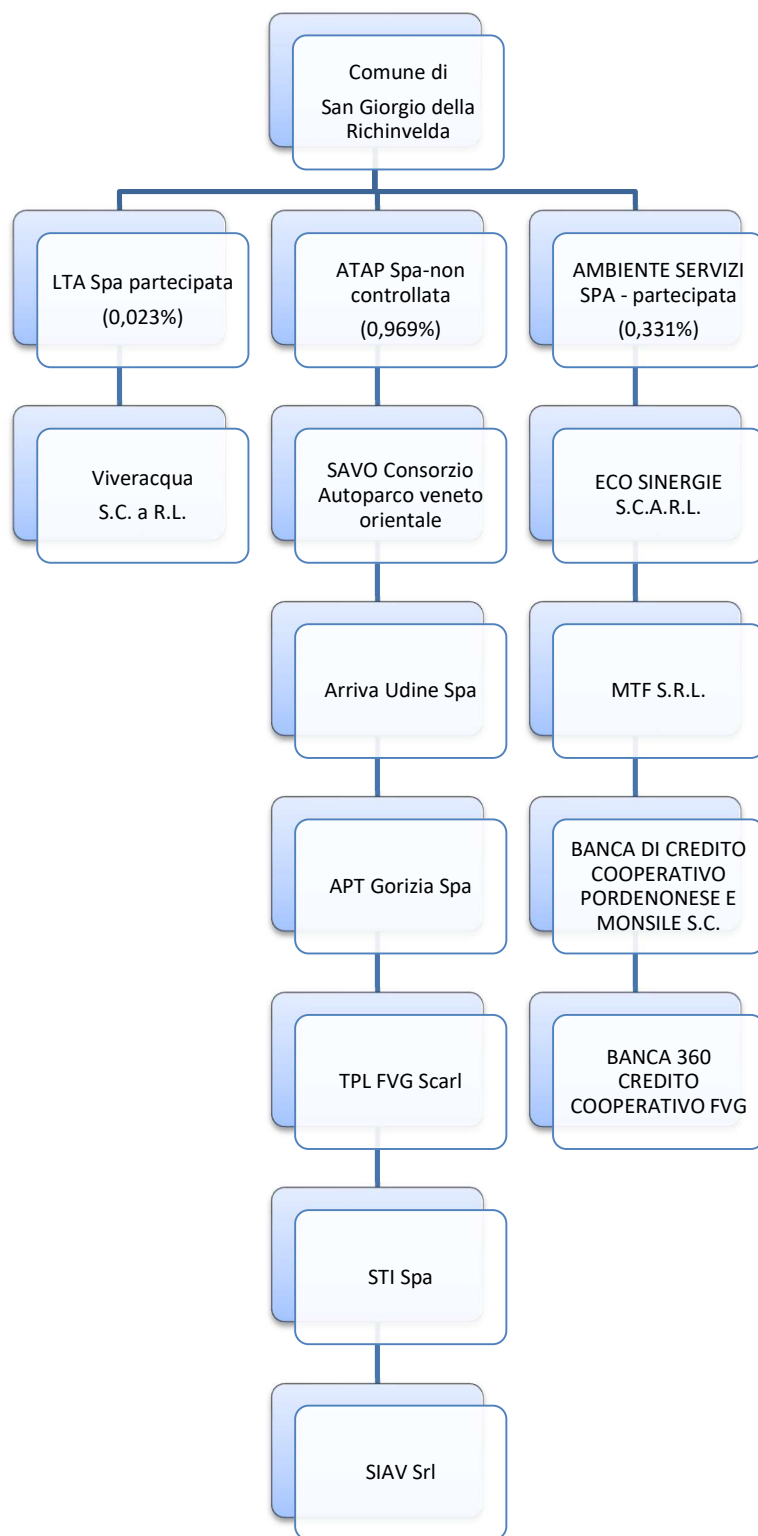 Comune di
San Giorgio della
Richinvelda
LTA Spa partecipata
(0,023%)
ATAP Spa-non
controllata
(0,969%)
AMBIENTE SERVIZI
SPA - partecipata
(0,331%)
Viveracqua
S.C. a R.L.
SAVO Consorzio
Autoparco veneto
orientale
ECO SINERGIE
S.C.A.R.L.
Arriva Udine Spa
MTF S.R.L.
APT Gorizia Spa
BANCA DI CREDITO
COOPERATIVO
PORDENONESE E
MONSILE S.C.
TPL FVG Scarl
BANCA 360
CREDITO
COOPERATIVO FVG
STI Spa
SIAV Srl